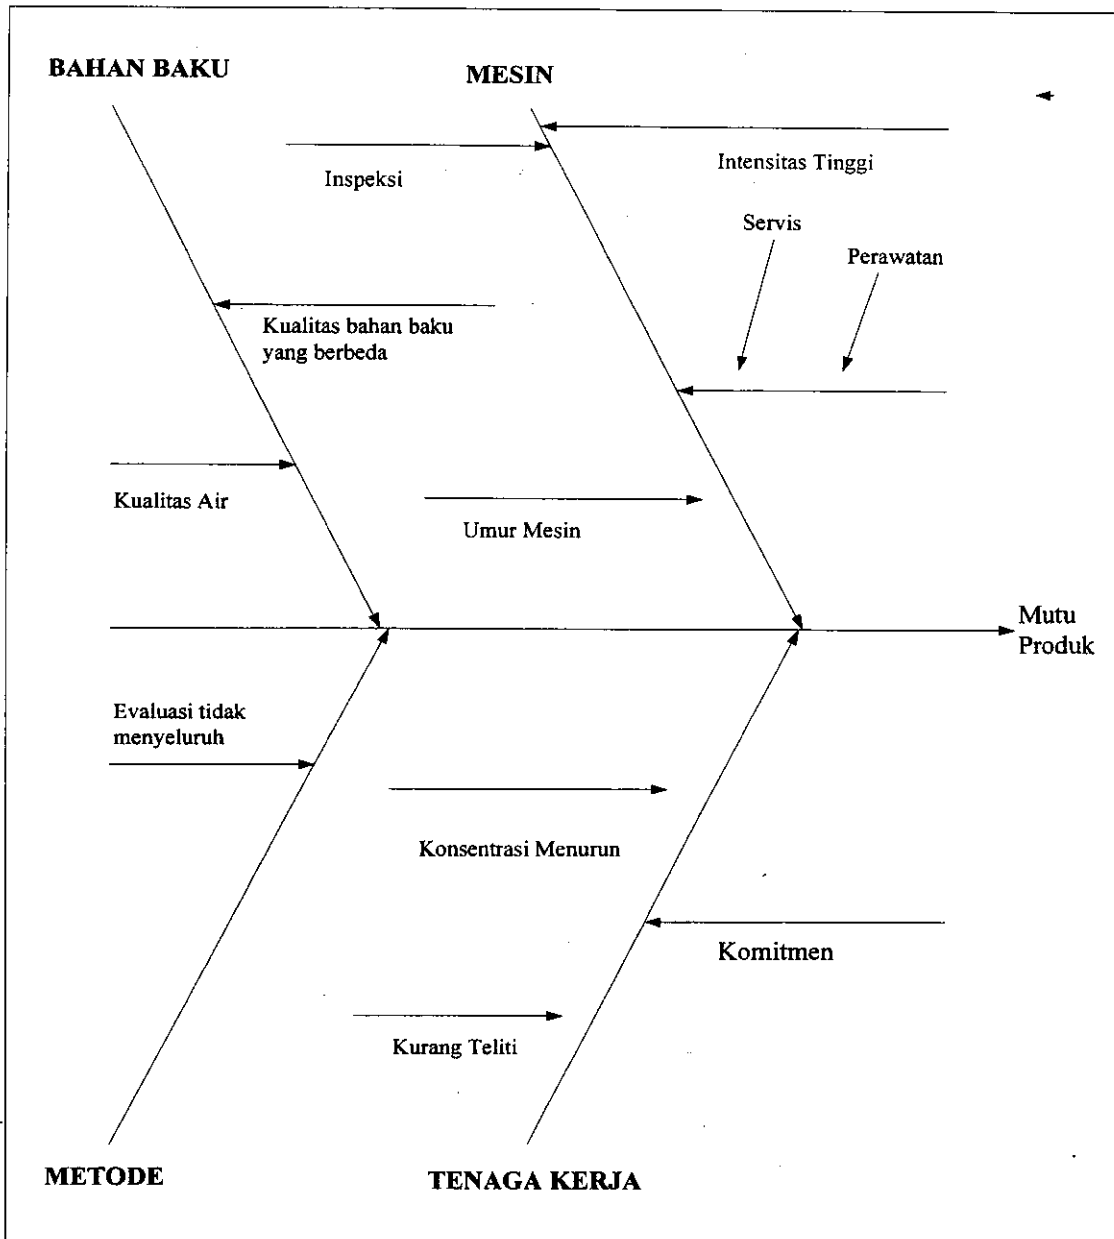 BAHAN BAKU
MESIN
Inspeksi
Intensitas Tinggi
Servis
Perawatan
Kualitas bahan baku
yang berbeda
Kualitas Air
Umur Mesin
Mutu
Produk
Evaluasi tidak
menyeluruh
Konsentrasi Menurun
Komitmen
Kurang Teliti
METODE
TENAGA KERJA